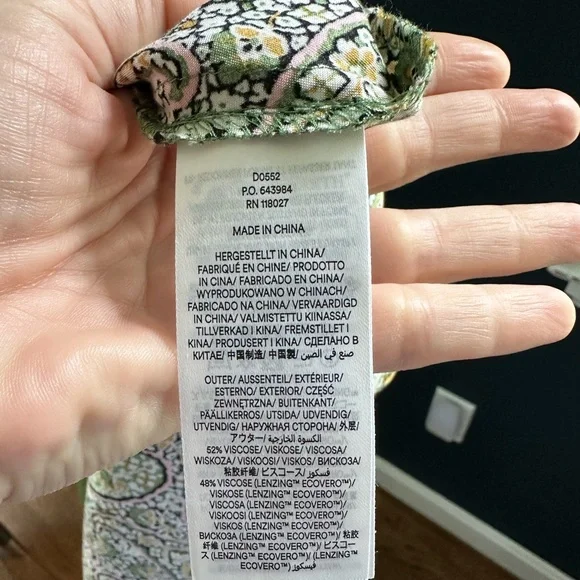 D0552
P.O. 643984
RN 118027
MADE IN CHINA
HERGESTELLT IN CHINA/
FABRIQUÉ EN CHINE/ PRODOTTO
IN CINA/ FABRICADO EN CHINA/
WYPRODUKOWANO W CHINACH/
FABRICADO NA CHINA/ VERVAARDIGD
IN CHINA/ VALMISTETTU KIINASSA/
TILLVERKAD I KINA/ FREMSTILLET I
KINA/ PRODUSERT I KINA/ СДЕЛАНО В
КИТАЕ/ 中国制造/ 中国製/ صنع في الصين/
OUTER/ AUSSENTEIL/ EXTÉRIEUR/
ESTERNO/ EXTERIOR/ CZĘŚĆ
ZEWNĘTRZNA/ BUITENKANT/
PÄÄLLIKERROS/ UTSIDA/ UDVENDIG/
UTVENDIG/ НАРУЖНАЯ СТОРОНА/ 外层/
アウター/ الكسوة الخارجية/
52% VISCOSE/ VISKOSE/ VISCOSA/
WISKOZA/ VISKOOSI/ VISKOS/ ВИСКОЗА/
粘胶纤维/ ビスコース/ فسكوز/
48% VISCOSE (LENZING™ ECOVERO™)/
VISKOSE (LENZING™ ECOVERO™)/
VISCOSA (LENZING™ ECOVERO™)/
VISKOOSI (LENZING™ ECOVERO™)/
VISKOS (LENZING™ ECOVERO™)/
ВИСКОЗА (LENZING™ ECOVERO™)/ 粘胶
纤维 (LENZING™ ECOVERO™)/ ビスコー
ス (LENZING™ ECOVERO™)/ (LENZING™
ECOVERO™) فيسكوز/